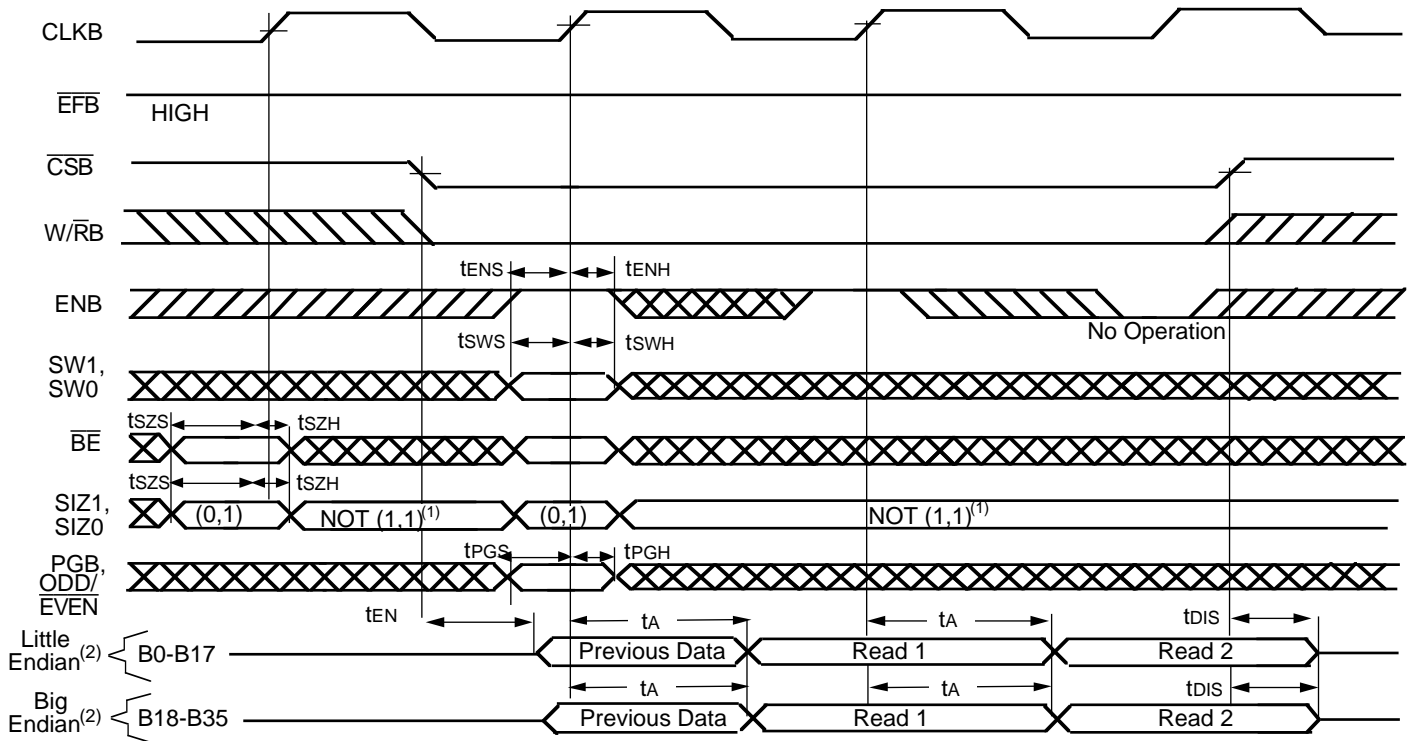 CLKB
EFB
HIGH
CSB
W/RB
tENS
tENH
ENB
No Operation
tSWS
tSWH
SW1,
SW0
tSZS
tSZH
BE
tSZS
tSZH
SIZ1,
SIZ0
(0,1)
NOT (1,1)(1)
(0,1)
NOT (1,1)(1)
tPGS
tPGH
PGB,
ODD/
EVEN
tEN
tA
tA
tDIS
Little
Endian(2)
B0-B17
Previous Data
Read 1
Read 2
tA
tA
tDIS
Big
Endian(2)
B18-B35
Previous Data
Read 1
Read 2